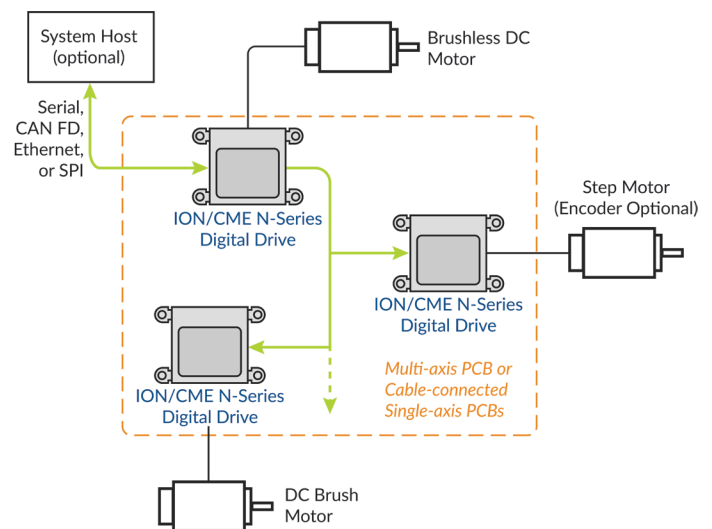 System Host
(optional)
Brushless DC
Motor
Serial,
CAN FD,
Ethernet,
or SPI
ION/CME N-Series
Digital Drive
Step Motor
(Encoder Optional)
ION/CME N-Series
Digital Drive
ION/CME N-Series
Digital Drive
Multi-axis PCB or
Cable-connected
Single-axis PCBs
DC Brush
Motor